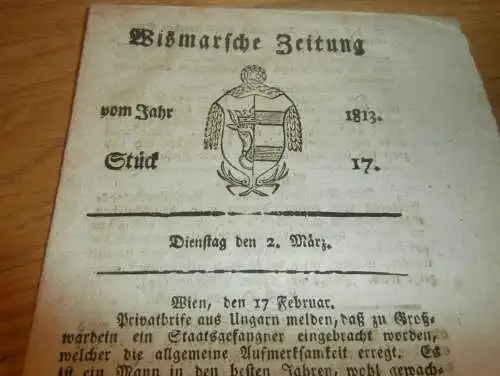 Wismarsche Zeitung
vom Jahr 1813.
Stück 17.
Dienstag den 2. März.
Wien, den 17 Februar.
Privatbrife aus Ungarn melden, daß zu Groß-
wardein ein Staatsgefangner eingebracht worden,
welcher die allgemeine Aufmerksamkeit erregt. Es
ist ein Mann in den besten Jahren, wohl gewach-